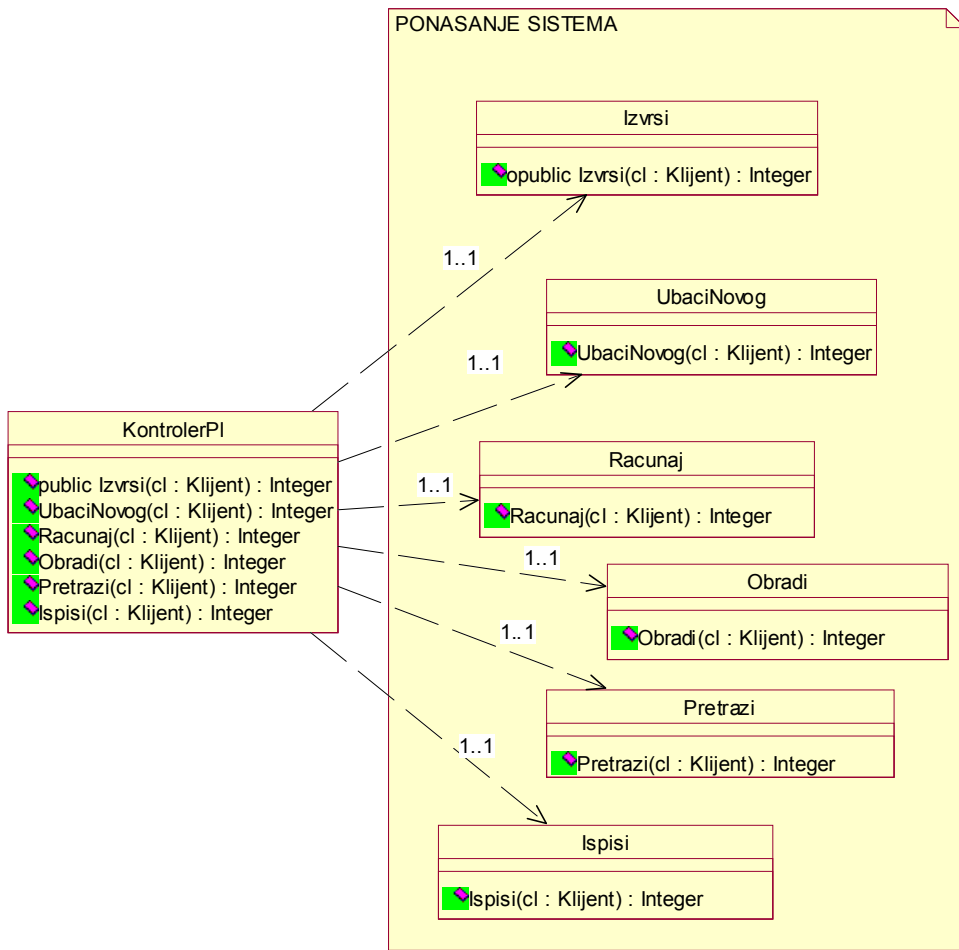 PONASANJE SISTEMA
Izvrsi
opublic Izvrsi(cl : Klijent) : Integer
1..1
UbaciNovog
UbaciNovog(cl : Klijent) : Integer
1..1
KontrolerPl
public Izvrsi(cl : Klijent) : Integer
UbaciNovog(cl : Klijent) : Integer
Racunaj(cl : Klijent) : Integer
Obradi(cl : Klijent) : Integer
Pretrazi(cl : Klijent) : Integer
Ispisi(cl : Klijent) : Integer
1..1
Racunaj
Racunaj(cl : Klijent) : Integer
1..1
Obradi
Obradi(cl : Klijent) : Integer
1..1
Pretrazi
Pretrazi(cl : Klijent) : Integer
1..1
Ispisi
Ispisi(cl : Klijent) : Integer